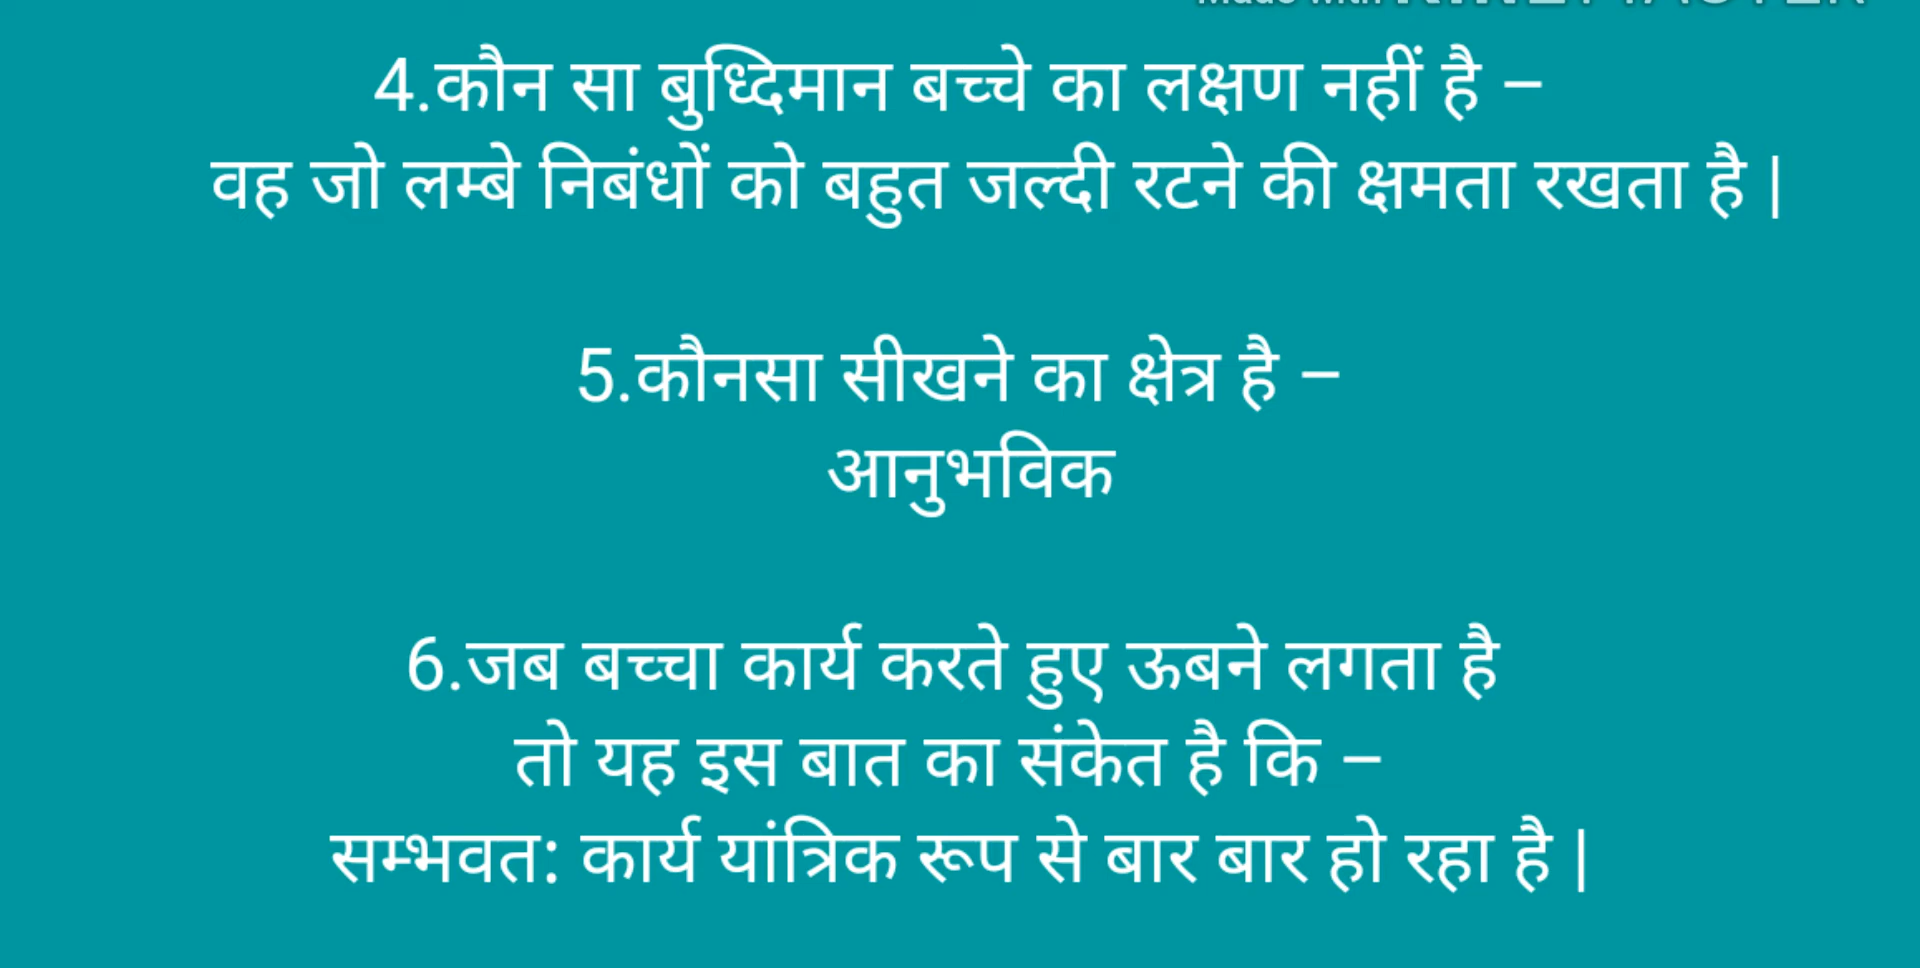 4.कौन सा बुध्दिमान बच्चे का लक्षण नहीं है –
वह जो लम्बे निबंधों को बहुत जल्दी रटने की क्षमता रखता है |
5.कौनसा सीखने का क्षेत्र है –
आनुभविक
6.जब बच्चा कार्य करते हुए ऊबने लगता है
तो यह इस बात का संकेत है कि –
सम्भवत: कार्य यांत्रिक रूप से बार बार हो रहा है |